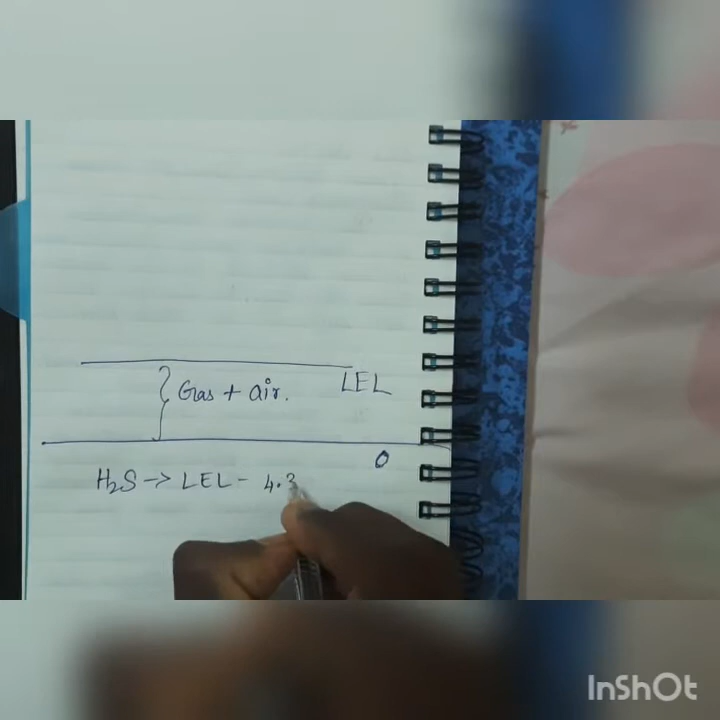 LEL
{ Gas + air.
0
H₂S → LEL - 4.3
InShOt